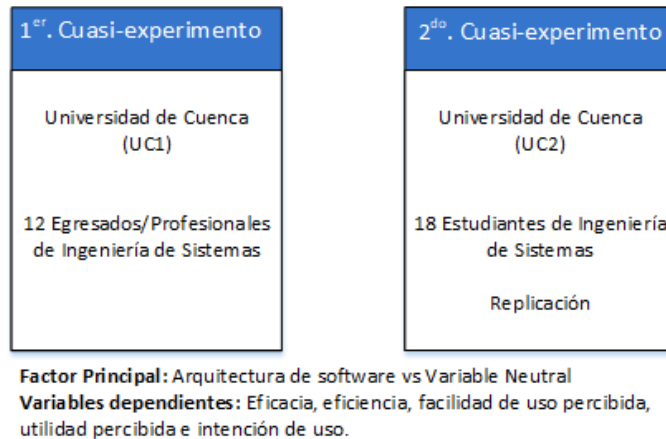 1er. Cuasi-experimento
Universidad de Cuenca
(UC1)
12 Egresados/Profesionales
de Ingeniería de Sistemas
2do. Cuasi-experimento
Universidad de Cuenca
(UC2)
18 Estudiantes de Ingeniería
de Sistemas
Replicación
Factor Principal: Arquitectura de software vs Variable Neutral
Variables dependientes: Eficacia, eficiencia, facilidad de uso percibida,
utilidad percibida e intención de uso.